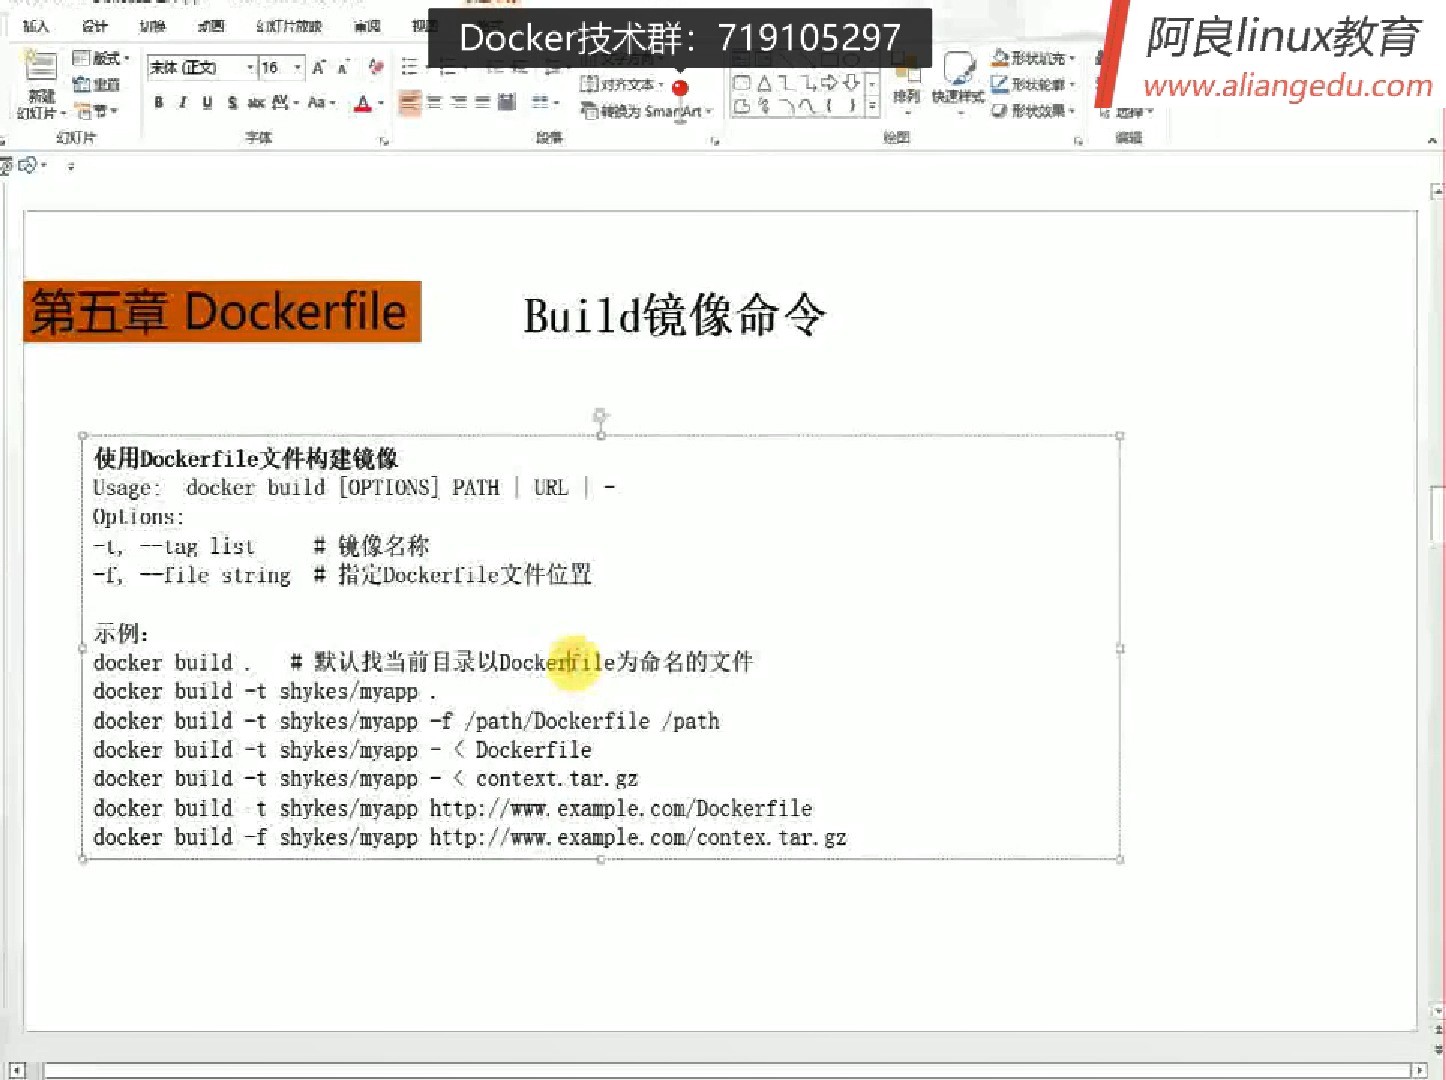 插入 设计 切换 动画 幻灯片放映 审阅 视图
Docker技术群：719105297
阿良linux教育
www.aliangedu.com
版式
宋体 (正文) 16
重置
新建
幻灯片
节
B I U S abc AV Aa A
文字方向
对齐文本
转换为 SmartArt
排列 快速样式
形状填充
形状轮廓
形状效果
选择
幻灯片 字体 段落 绘图 编辑
第五章 Dockerfile
Build镜像命令
使用Dockerfile文件构建镜像
Usage: docker build [OPTIONS] PATH | URL | -
Options:
-t, --tag list # 镜像名称
-f, --file string # 指定Dockerfile文件位置
示例：
docker build . # 默认找当前目录以Dockerfile为命名的文件
docker build -t shykes/myapp .
docker build -t shykes/myapp -f /path/Dockerfile /path
docker build -t shykes/myapp - < Dockerfile
docker build -t shykes/myapp - < context.tar.gz
docker build -t shykes/myapp http://www.example.com/Dockerfile
docker build -f shykes/myapp http://www.example.com/contex.tar.gz